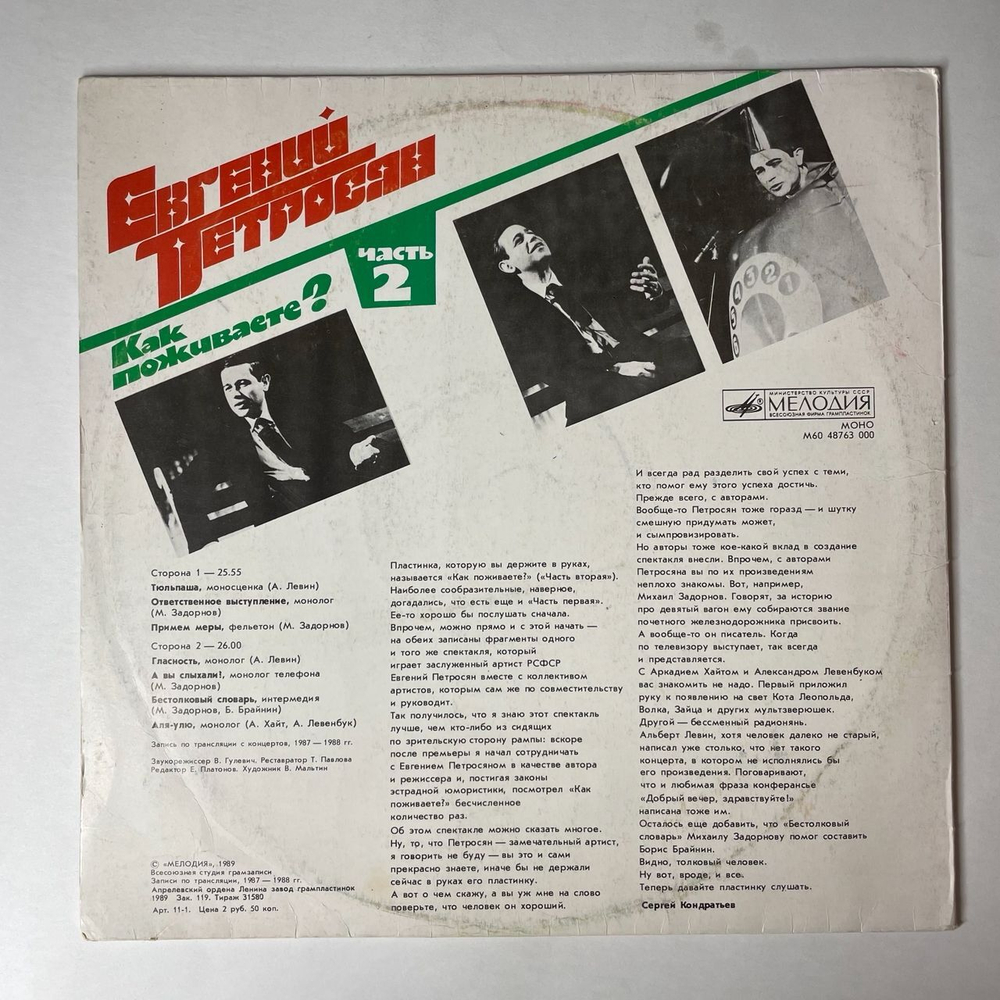 Евгений
Петросян
Как
поживаете?
часть
2
3 2 1
4
5
6
МИНИСТЕРСТВО КУЛЬТУРЫ СССР
МЕЛОДИЯ
ВСЕСОЮЗНАЯ ФИРМА ГРАМПЛАСТИНОК
МОНО
М60 48763 000
Сторона 1 — 25.55
Тюльпаша, моносценка (А. Левин)
Ответственное выступление, монолог
(М. Задорнов)
Примем меры, фельетон (М. Задорнов)
Сторона 2 — 26.00
Гласность, монолог (А. Левин)
А вы слыхали!, монолог телефона
(М. Задорнов)
Бестолковый словарь, интермедия
(М. Задорнов, Б. Брайнин)
Аля-улю, монолог (А. Хайт, А. Левенбук)
Запись по трансляции с концертов, 1987—1988 гг.
Звукорежиссер В. Гулевич. Реставратор Т. Павлова
Редактор Е. Платонов. Художник В. Мальтин
© «МЕЛОДИЯ», 1989
Всесоюзная студия грамзаписи
Записи по трансляции, 1987—1988 гг.
Апрелевский ордена Ленина завод грампластинок
1989 Зак. 119. Тираж 31580
Арт. 11-1. Цена 2 руб. 50 коп.
Пластинка, которую вы держите в руках,
называется «Как поживаете?» («Часть вторая»).
Наиболее сообразительные, наверное,
догадались, что есть еще и «Часть первая».
Ее-то хорошо бы послушать сначала.
Впрочем, можно прямо и с этой начать —
на обеих записаны фрагменты одного
и того же спектакля, который
играет заслуженный артист РСФСР
Евгений Петросян вместе с коллективом
артистов, которым сам же по совместительству
и руководит.
Так получилось, что я знаю этот спектакль
лучше, чем кто-либо из сидящих
по зрительскую сторону рампы: вскоре
после премьеры я начал сотрудничать
с Евгением Петросяном в качестве автора
и режиссера и, постигая законы
эстрадной юмористики, посмотрел «Как
поживаете?» бесчисленное
количество раз.
Об этом спектакле можно сказать многое.
Ну, то, что Петросян — замечательный артист,
я говорить не буду — вы это и сами
прекрасно знаете, иначе бы не держали
сейчас в руках его пластинку.
А вот о чем скажу, а вы уж мне на слово
поверьте, что человек он хороший.
И всегда рад разделить свой успех с теми,
кто помог ему этого успеха достичь.
Прежде всего, с авторами.
Вообще-то Петросян тоже горазд — и шутку
смешную придумать может,
и сымпровизировать.
Но авторы тоже кое-какой вклад в создание
спектакля внесли. Впрочем, с авторами
Петросяна вы по их произведениям
неплохо знакомы. Вот, например,
Михаил Задорнов. Говорят, за историю
про девятый вагон ему собираются звание
почетного железнодорожника присвоить.
А вообще-то он писатель. Когда
по телевизору выступает, так всегда
и представляется.
С Аркадием Хайтом и Александром Левенбуком
вас знакомить не надо. Первый приложил
руку к появлению на свет Кота Леопольда,
Волка, Зайца и других мультзверюшек.
Другой — бессменный радионянь.
Альберт Левин, хотя человек далеко не старый,
написал уже столько, что нет такого
концерта, в котором не исполнялись бы
его произведения. Поговаривают,
что и любимая фраза конферансье
«Добрый вечер, здравствуйте!»
написана тоже им.
Осталось еще добавить, что «Бестолковый
словарь» Михаилу Задорнову помог составить
Борис Брайнин.
Видно, толковый человек.
Ну вот, вроде, и все.
Теперь давайте пластинку слушать.
Сергей Кондратьев